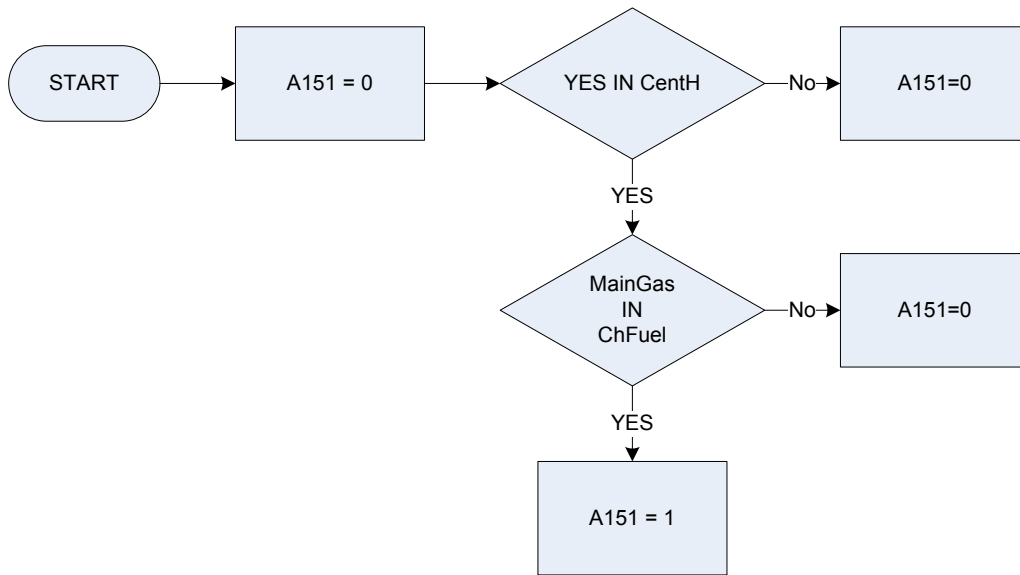 START
A151 = 0
YES IN CentH
No
A151=0
YES
MainGas
IN
ChFuel
No
A151=0
YES
A151 = 1